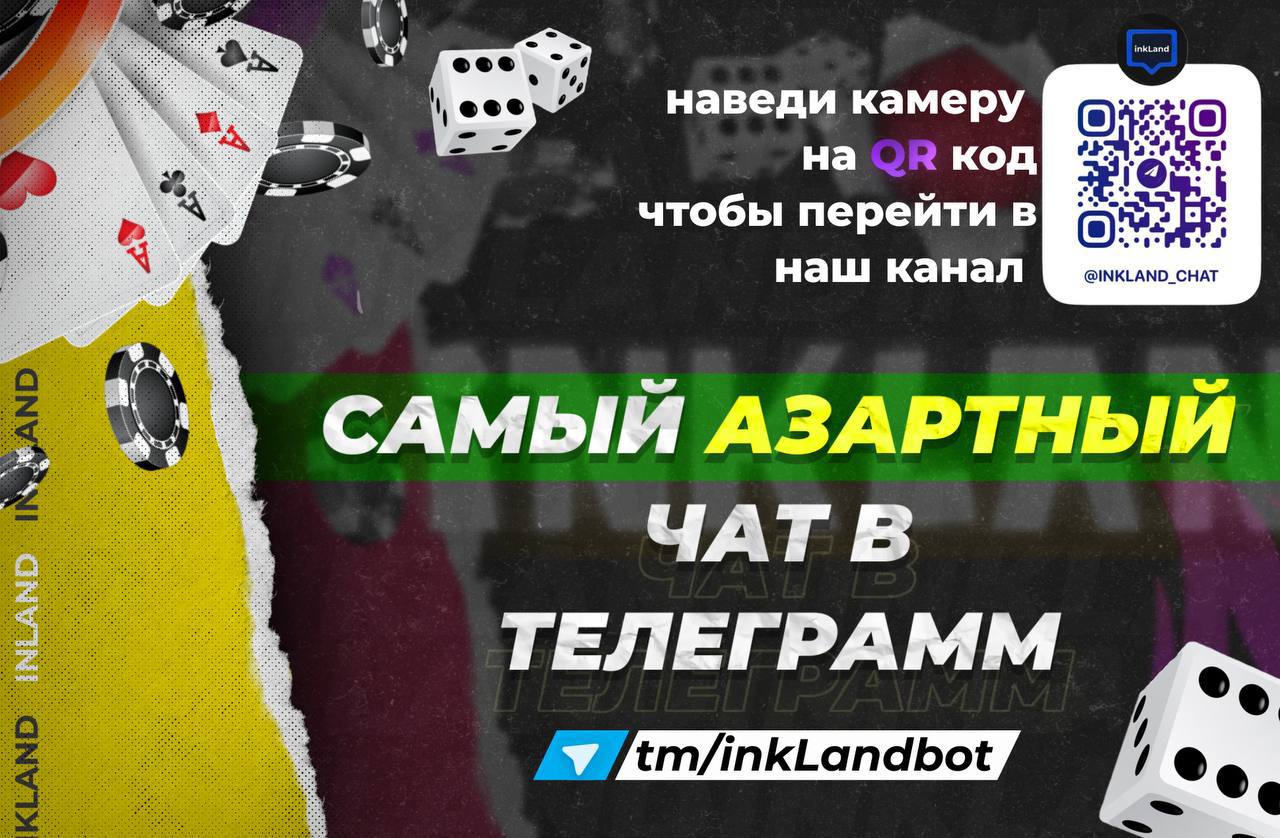 inkLand
наведи камеру
на QR код
чтобы перейти в
наш канал
@INKLAND_CHAT
САМЫЙ АЗАРТНЫЙ
ЧАТ В
ТЕЛЕГРАММ
tm/inkLandbot
INKLAND
INLAND
A
A
A
A